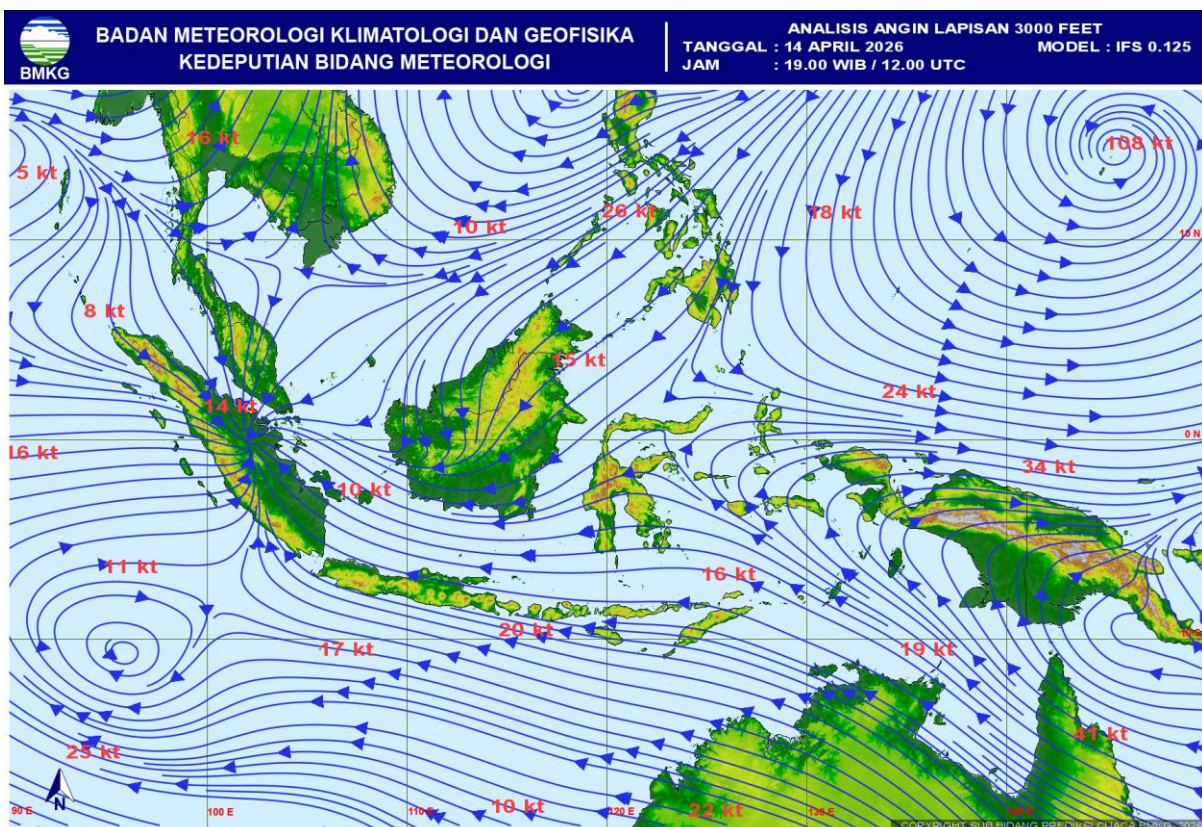 BMKG
BADAN METEOROLOGI KLIMATOLOGI DAN GEOFISIKA
KEDEPUTIAN BIDANG METEOROLOGI
ANALISIS ANGIN LAPISAN 3000 FEET
TANGGAL : 14 APRIL 2026 MODEL : IFS 0.125
JAM : 19.00 WIB / 12.00 UTC
16 kt
108 kt
5 kt
26 kt
18 kt
10 kt
10 N
8 kt
15 kt
24 kt
14 kt
0 N
16 kt
34 kt
10 kt
11 kt
16 kt
20 kt
10 S
17 kt
19 kt
41 kt
25 kt
N
90 E
100 E
110 E
10 kt
120 E
22 kt
130 E
140 E